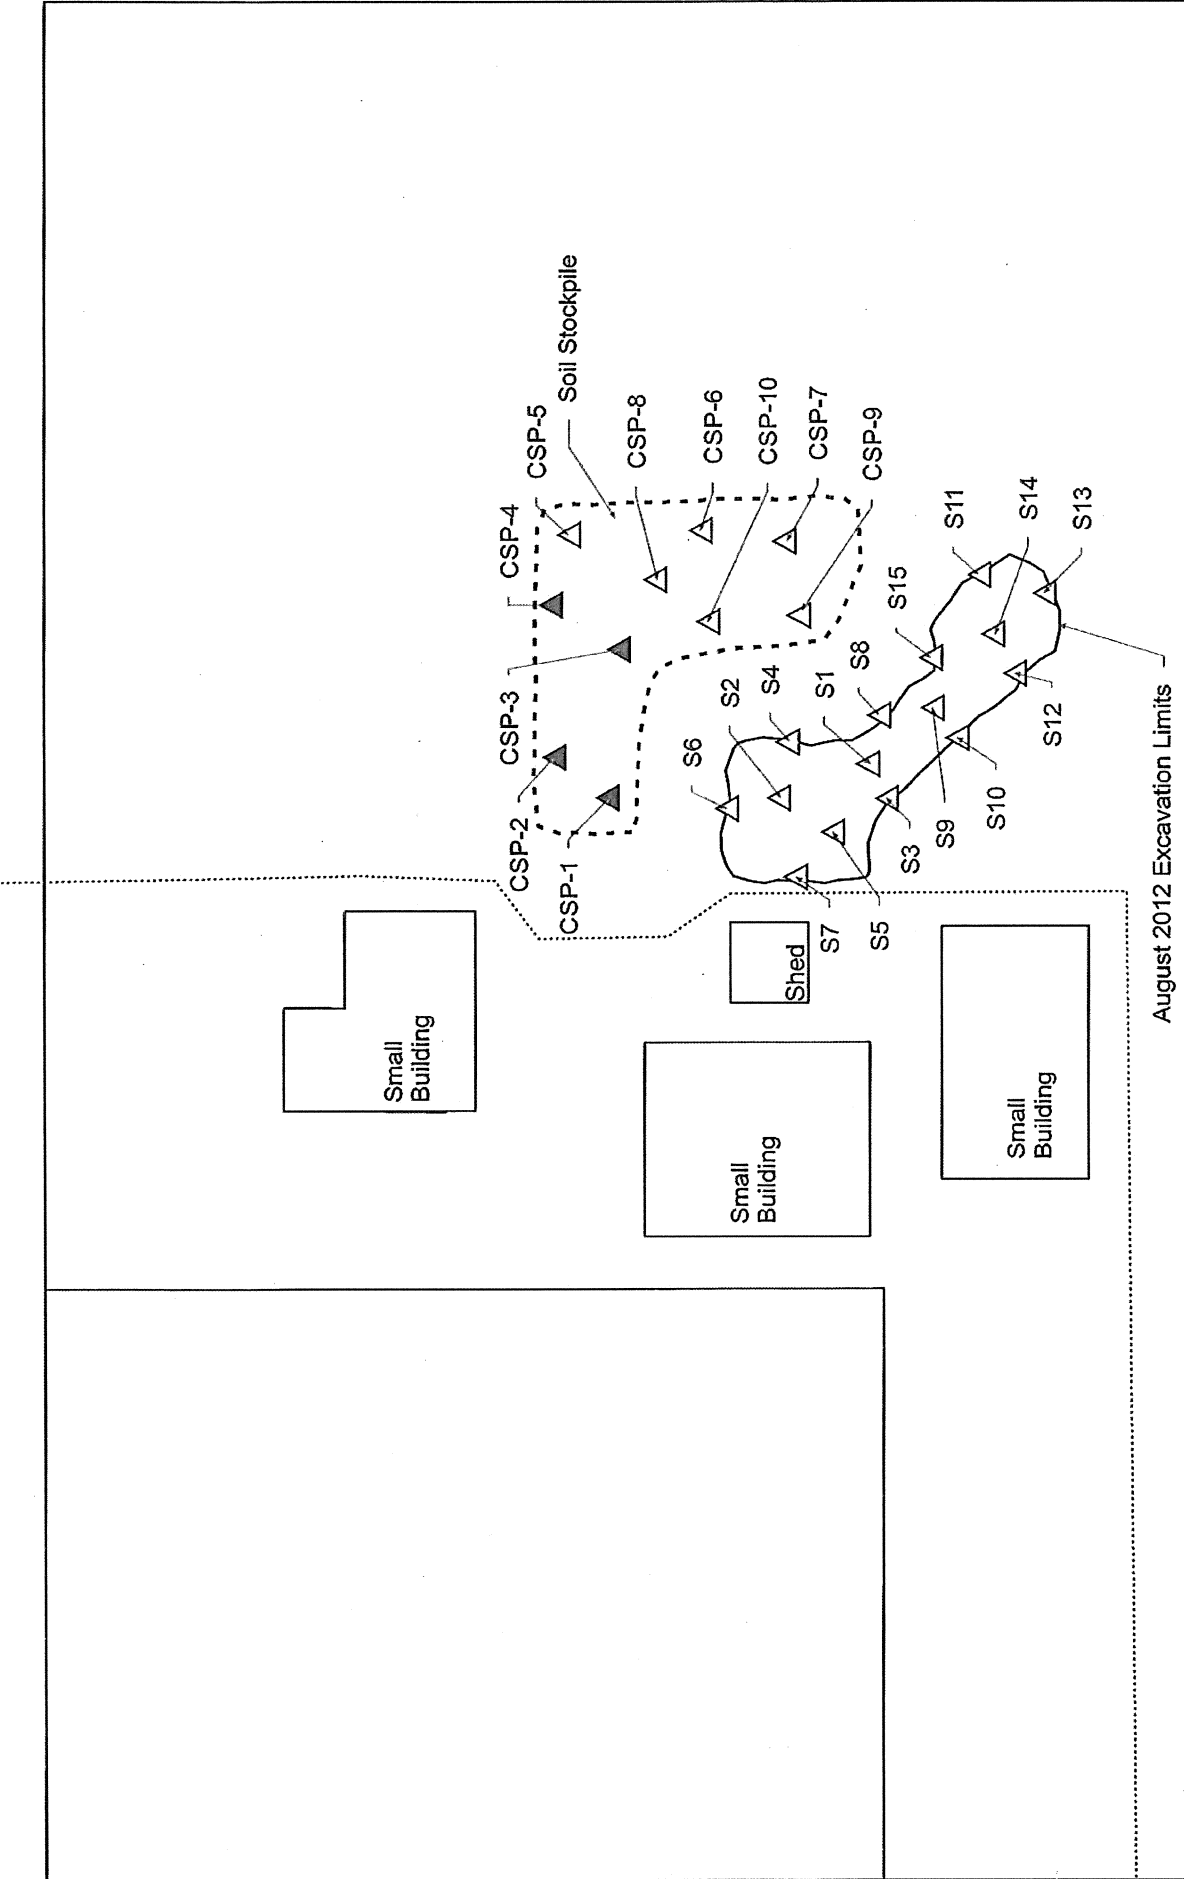 Soil Stockpile
CSP-5
CSP-4
CSP-8
CSP-6
CSP-10
CSP-7
CSP-9
CSP-3
CSP-2
CSP-1
S11
S14
S13
S15
S8
S1
S4
S2
S6
S12
S10
S9
S3
S5
S7
August 2012 Excavation Limits
Shed
Small
Building
Small
Building
Small
Building